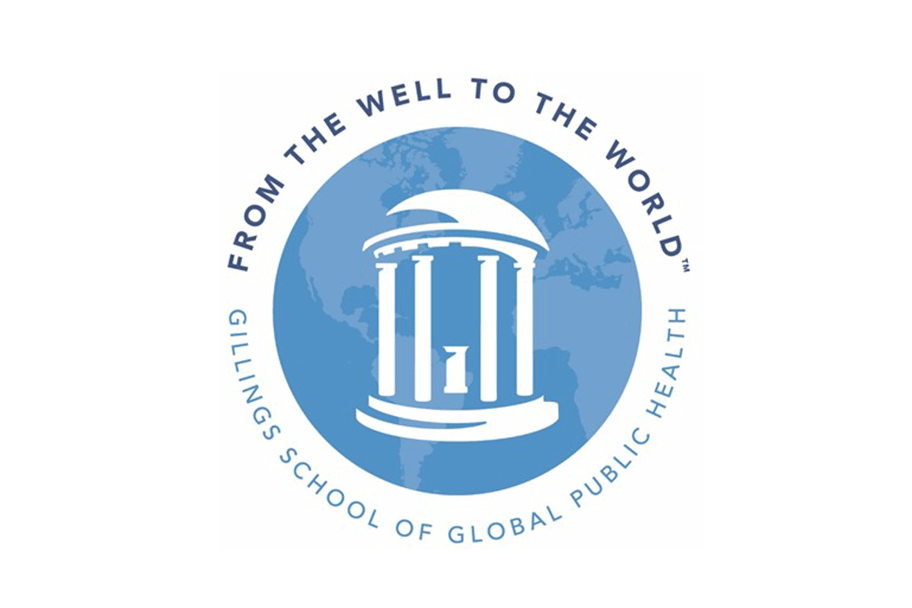 FROM THE WELL TO THE WORLD™
GILLINGS SCHOOL OF GLOBAL PUBLIC HEALTH